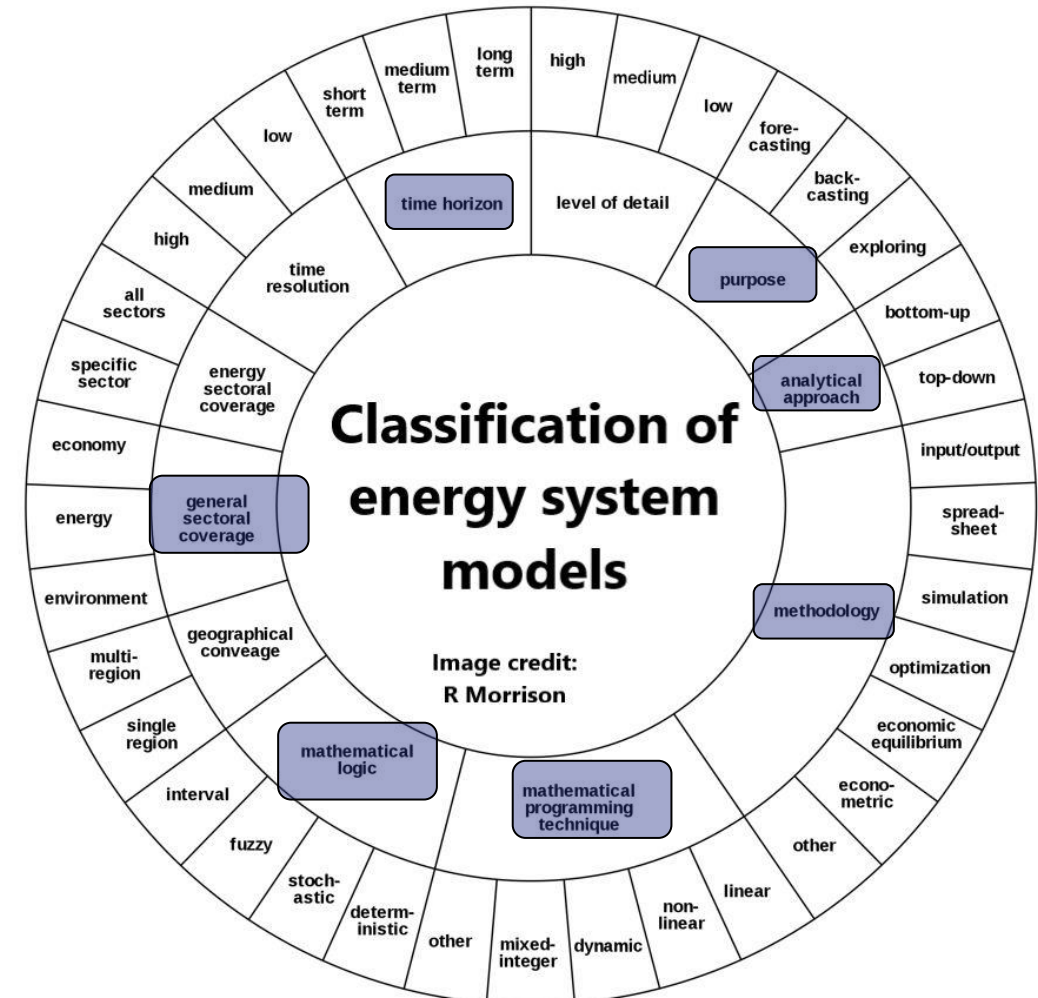 Classification of
energy system
models
Image credit:
R Morrison
level of detail
high
medium
low
purpose
fore-
casting
back-
casting
exploring
analytical
approach
bottom-up
top-down
methodology
input/output
spread-
sheet
simulation
optimization
economic
equilibrium
econo-
metric
other
mathematical
programming
technique
linear
non-
linear
dynamic
mixed-
integer
other
mathematical
logic
determ-
inistic
stoch-
astic
fuzzy
interval
geographical
conveage
single
region
multi-
region
general
sectoral
coverage
environment
energy
economy
energy
sectoral
coverage
specific
sector
all
sectors
time
resolution
high
medium
low
time horizon
short
term
medium
term
long
term